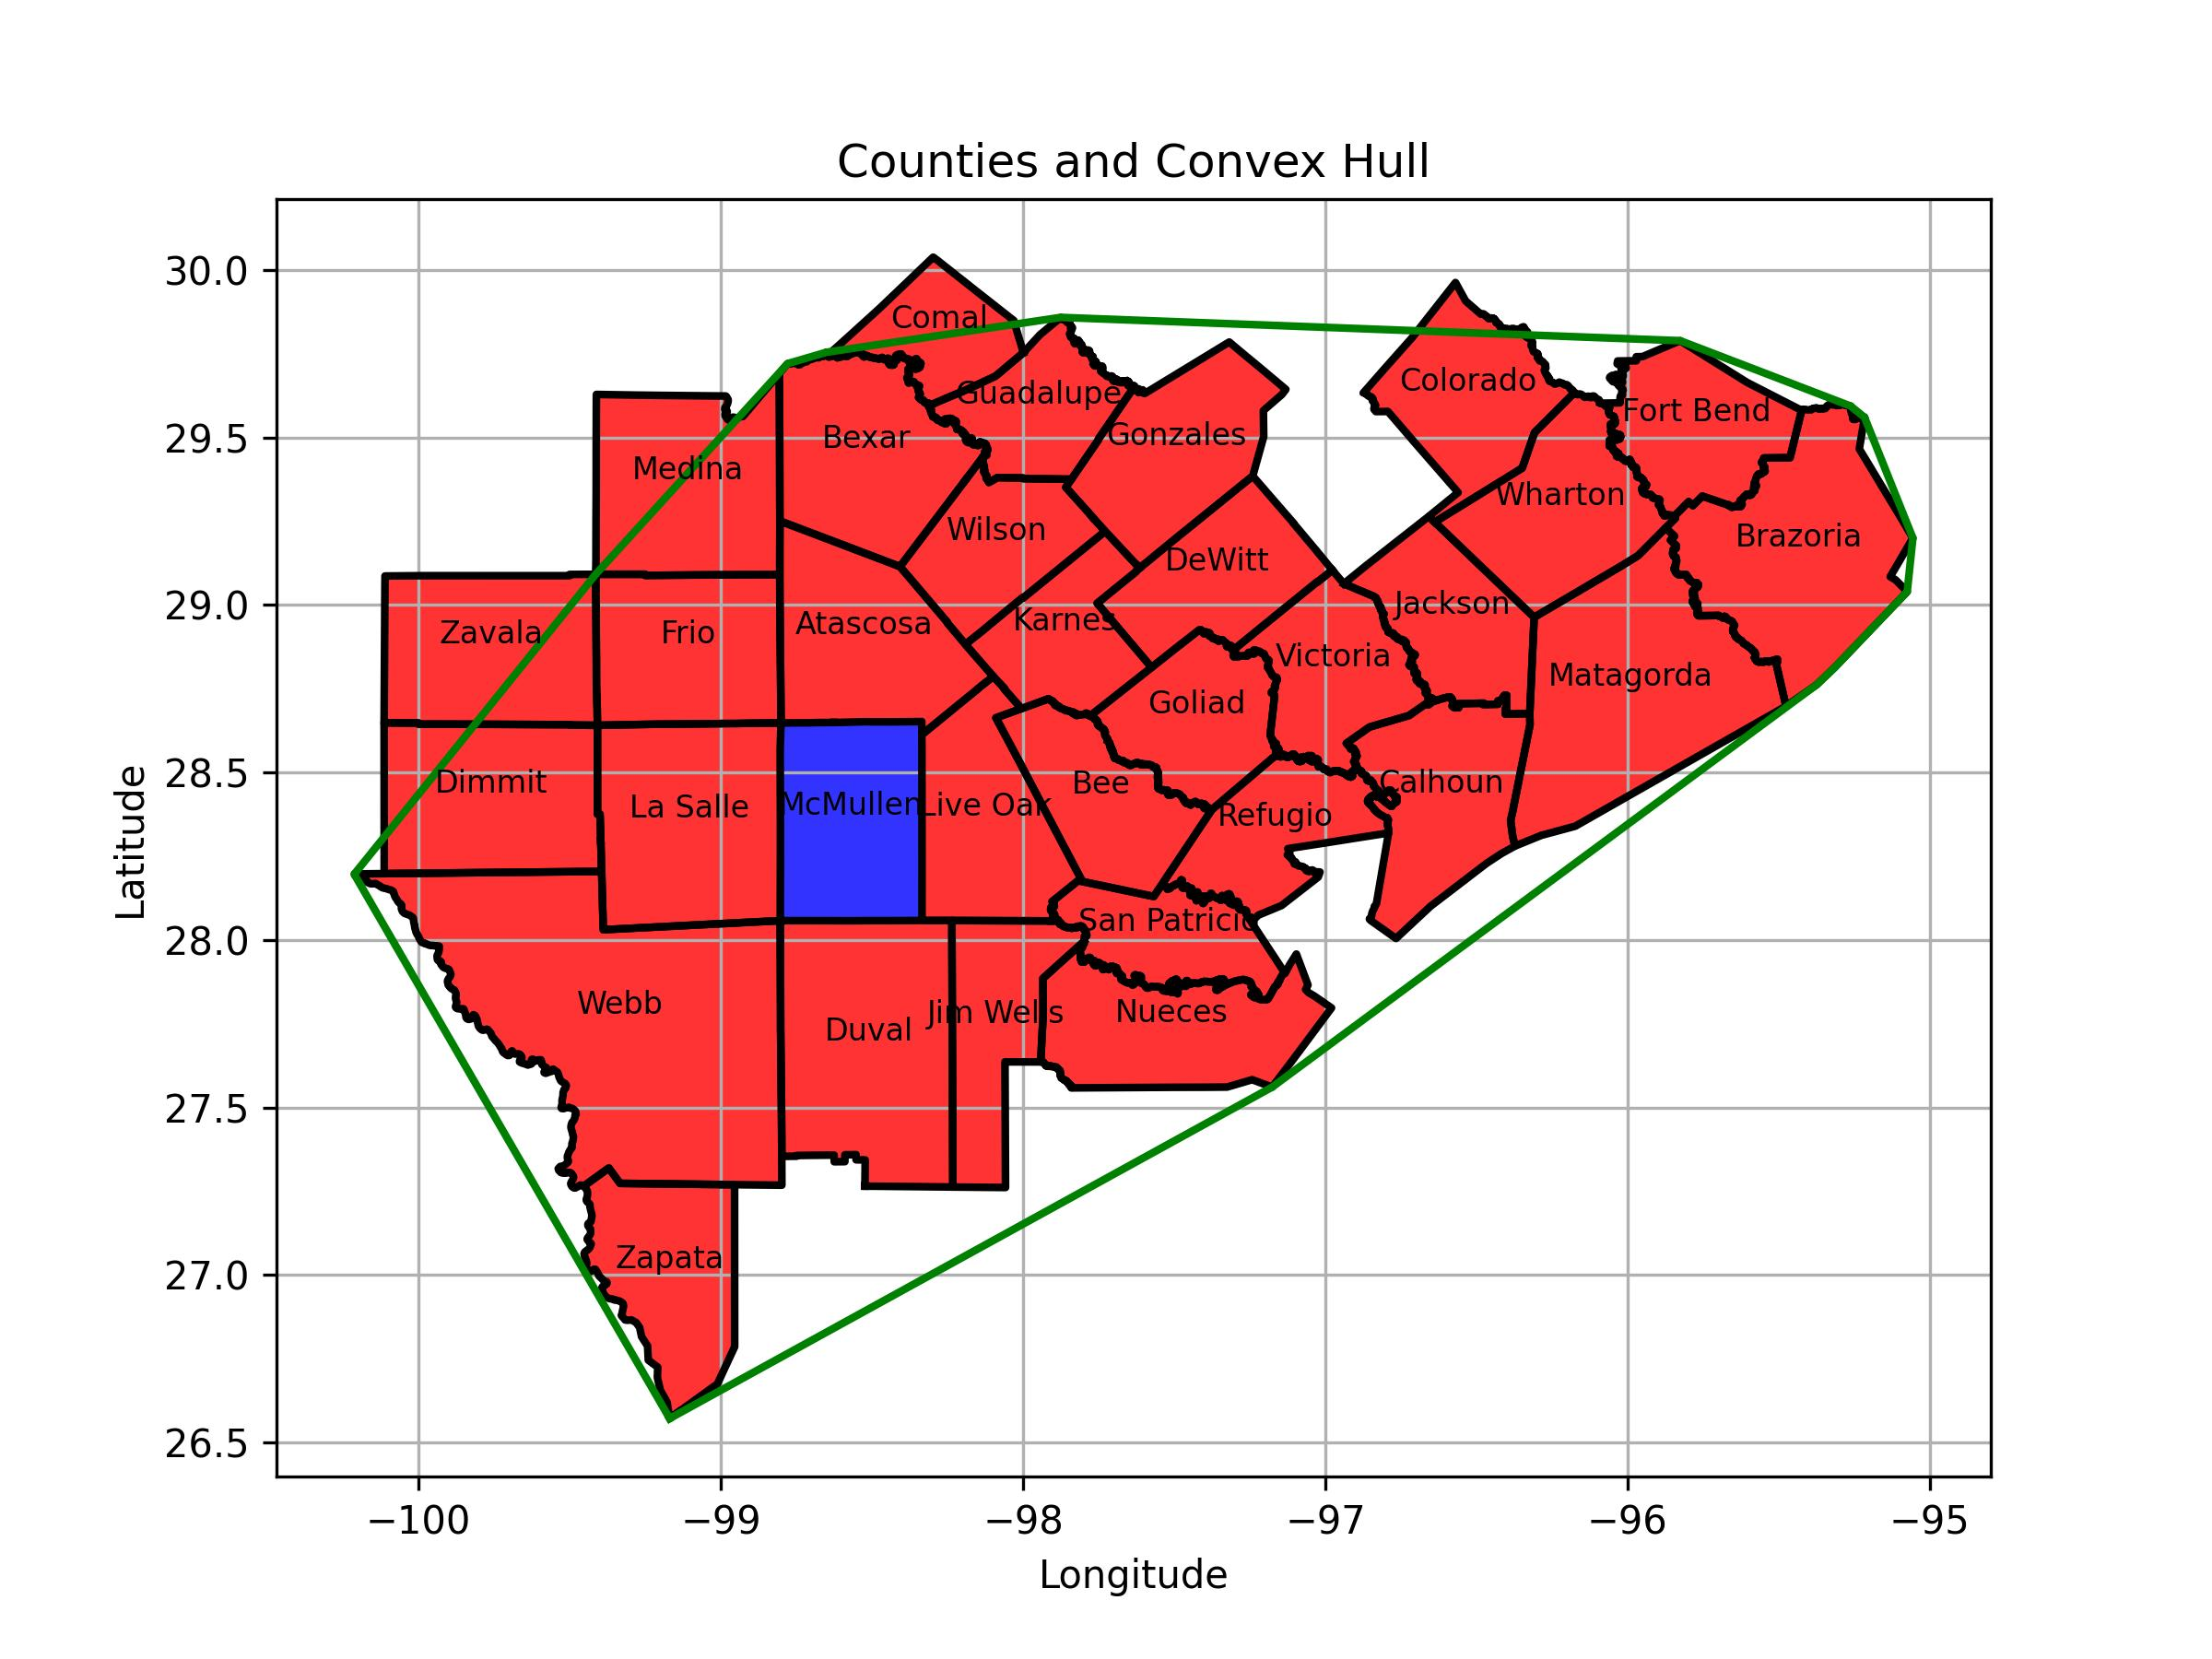 Counties and Convex Hull
30.0
29.5
29.0
28.5
28.0
27.5
27.0
26.5
Latitude
−100
−99
−98
−97
−96
−95
Longitude
Comal
Guadalupe
Colorado
Fort Bend
Bexar
Gonzales
Medina
Wharton
Wilson
Brazoria
DeWitt
Zavala
Frio
Atascosa
Karnes
Jackson
Victoria
Matagorda
Goliad
Dimmit
La Salle
McMullen
Live Oak
Bee
Refugio
Calhoun
San Patricio
Webb
Duval
Jim Wells
Nueces
Zapata